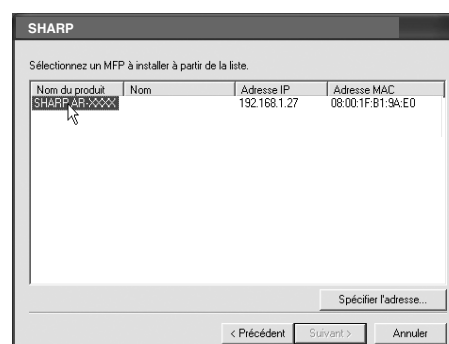 SHARP
Sélectionnez un MFP à installer à partir de la liste.
Nom du produit Nom Adresse IP Adresse MAC
SHARP AR-XXXX 192.168.1.27 08:00:1F:B1:9A:E0
Spécifier l'adresse...
< Précédent Suivant > Annuler